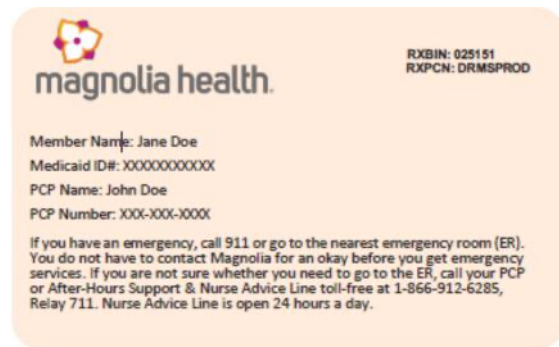 magnolia health.
RXBIN: 025151
RXPCN: DRMSPROD
Member Name: Jane Doe
Medicaid ID#: XXXXXXXXXXX
PCP Name: John Doe
PCP Number: XXX-XXX-XXXX
If you have an emergency, call 911 or go to the nearest emergency room (ER).
You do not have to contact Magnolia for an okay before you get emergency
services. If you are not sure whether you need to go to the ER, call your PCP
or After-Hours Support & Nurse Advice Line toll-free at 1-866-912-6285,
Relay 711. Nurse Advice Line is open 24 hours a day.